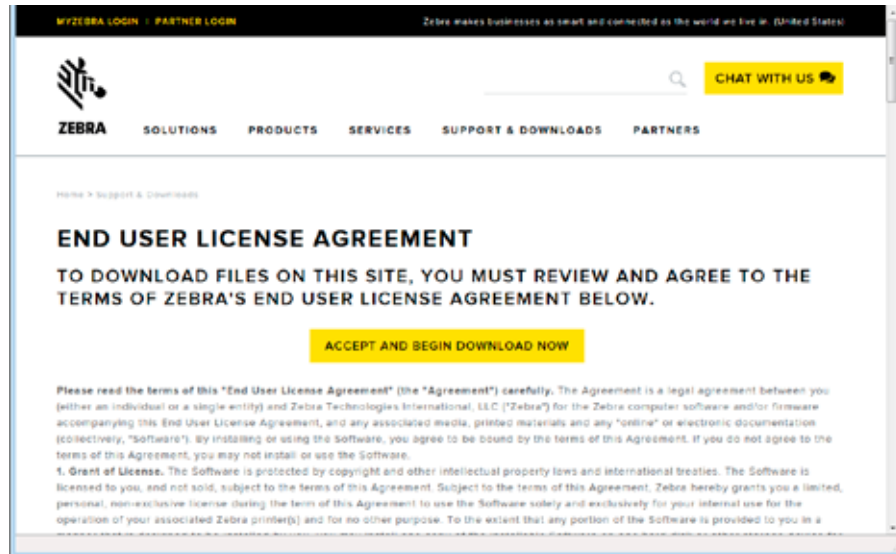 MYZEBRA LOGIN | PARTNER LOGIN
Zebra makes businesses as smart and connected as the world we live in. (United States)
CHAT WITH US
ZEBRA
SOLUTIONS PRODUCTS SERVICES SUPPORT & DOWNLOADS PARTNERS
Home > Support & Downloads
END USER LICENSE AGREEMENT
TO DOWNLOAD FILES ON THIS SITE, YOU MUST REVIEW AND AGREE TO THE
TERMS OF ZEBRA'S END USER LICENSE AGREEMENT BELOW.
ACCEPT AND BEGIN DOWNLOAD NOW
Please read the terms of this "End User License Agreement" (the "Agreement") carefully. The Agreement is a legal agreement between you
(either an individual or a single entity) and Zebra Technologies International, LLC ("Zebra") for the Zebra computer software and/or firmware
accompanying this End User License Agreement, and any associated media, printed materials and any "online" or electronic documentation
(collectively, "Software"). By installing or using the Software, you agree to be bound by the terms of this Agreement. If you do not agree to the
terms of this Agreement, you may not install or use the Software.
1. Grant of License. The Software is protected by copyright and other intellectual property laws and international treaties. The Software is
licensed to you, and not sold, subject to the terms of this Agreement. Subject to the terms of this Agreement, Zebra hereby grants you a limited,
personal, non-exclusive license during the term of this Agreement to use the Software solely and exclusively for your internal use for the
operation of your associated Zebra printer(s) and for no other purpose. To the extent that any portion of the Software is provided to you in a